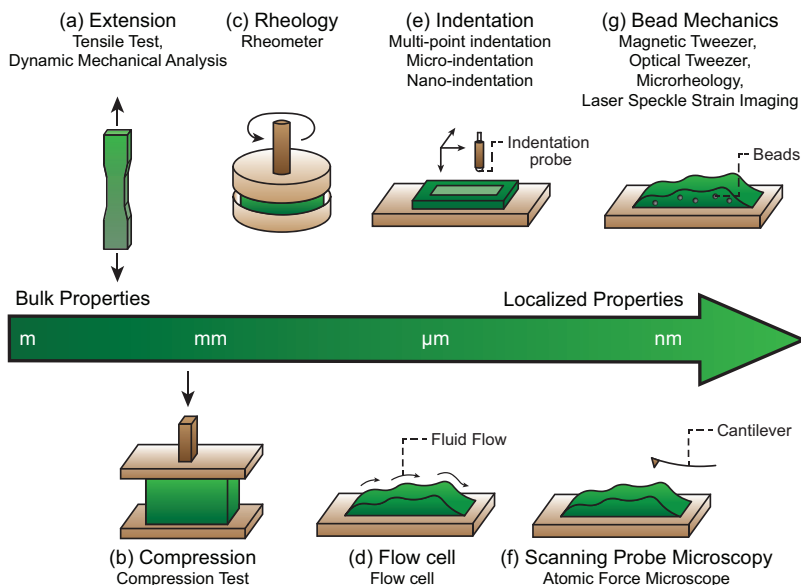 (a) Extension
Tensile Test,
Dynamic Mechanical Analysis
(c) Rheology
Rheometer
(e) Indentation
Multi-point indentation
Micro-indentation
Nano-indentation
(g) Bead Mechanics
Magnetic Tweezer,
Optical Tweezer,
Microrheology,
Laser Speckle Strain Imaging
Indentation
probe
Beads
Bulk Properties
Localized Properties
m
mm
µm
nm
Fluid Flow
Cantilever
(b) Compression
Compression Test
(d) Flow cell
Flow cell
(f) Scanning Probe Microscopy
Atomic Force Microscope